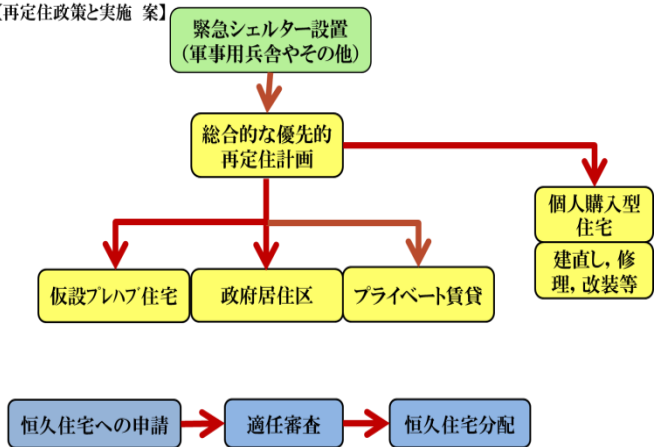 【再定住政策と実施 案】
緊急シェルター設置
(軍事用兵舎やその他)
総合的な優先的
再定住計画
個人購入型
住宅
建直し, 修
理, 改装等
仮設プレハブ住宅
政府居住区
プライベート賃貸
恒久住宅への申請
適任審査
恒久住宅分配